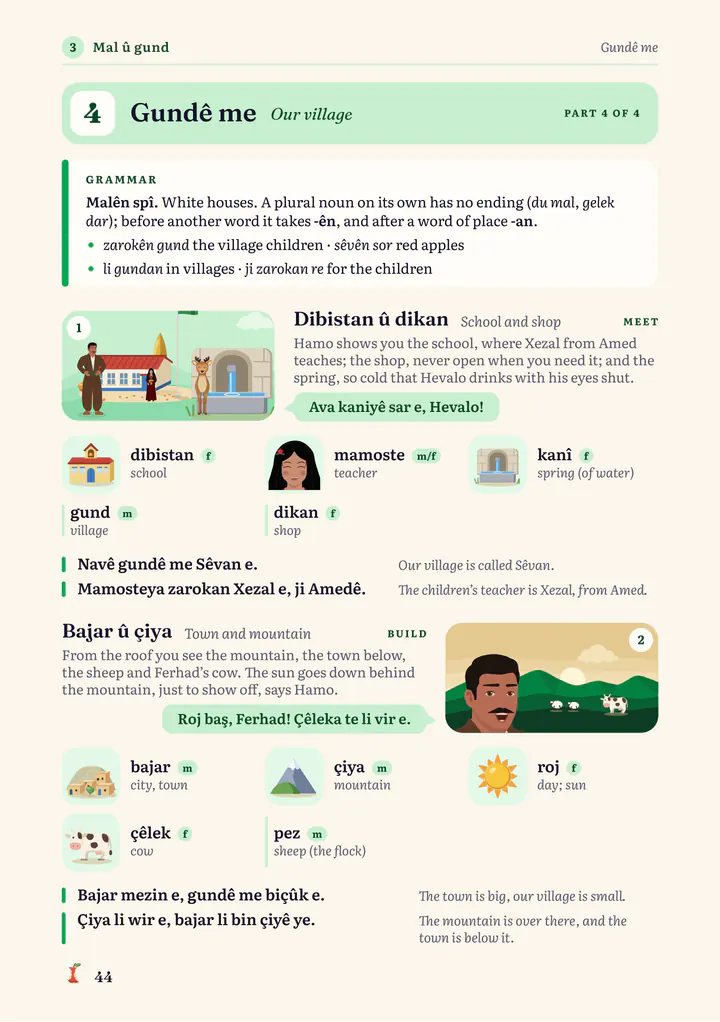 3 Mal û gund
Gundê me
4 Gundê me Our village PART 4 OF 4
GRAMMAR
Malên spî. White houses. A plural noun on its own has no ending (du mal, gelek
dar); before another word it takes -ên, and after a word of place -an.
• zarokên gund the village children · sêvên sor red apples
• li gundan in villages · ji zarokan re for the children
1
Dibistan û dikan School and shop MEET
Hamo shows you the school, where Xezal from Amed
teaches; the shop, never open when you need it; and the
spring, so cold that Hevalo drinks with his eyes shut.
Ava kaniyê sar e, Hevalo!
dibistan f
school
mamoste m/f
teacher
kanî f
spring (of water)
gund m
village
dikan f
shop
Navê gundê me Sêvan e. Our village is called Sêvan.
Mamosteya zarokan Xezal e, ji Amedê. The children's teacher is Xezal, from Amed.
Bajar û çiya Town and mountain BUILD
From the roof you see the mountain, the town below,
the sheep and Ferhad's cow. The sun goes down behind
the mountain, just to show off, says Hamo.
Roj baş, Ferhad! Çêleka te li vir e.
2
bajar m
city, town
çiya m
mountain
roj f
day; sun
çêlek f
cow
pez m
sheep (the flock)
Bajar mezin e, gundê me biçûk e. The town is big, our village is small.
Çiya li wir e, bajar li bin çiyê ye. The mountain is over there, and the
town is below it.
44